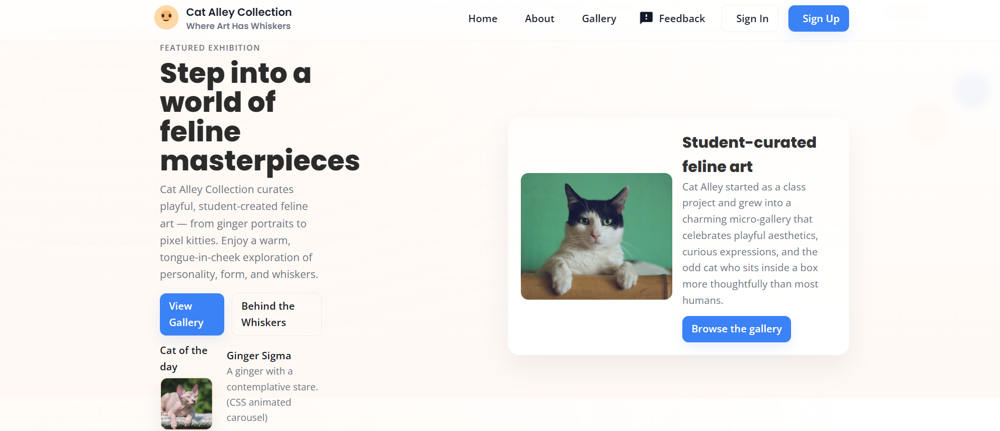 Cat Alley Collection
Where Art Has Whiskers
Home
About
Gallery
Feedback
Sign In
Sign Up
FEATURED EXHIBITION
Step into a
world of
feline
masterpieces
Cat Alley Collection curates
playful, student-created feline
art — from ginger portraits to
pixel kitties. Enjoy a warm,
tongue-in-cheek exploration of
personality, form, and whiskers.
View
Gallery
Behind the
Whiskers
Cat of the
day
Ginger Sigma
A ginger with a
contemplative stare.
(CSS animated
carousel)
Student-curated
feline art
Cat Alley started as a class
project and grew into a
charming micro-gallery that
celebrates playful aesthetics,
curious expressions, and the
odd cat who sits inside a box
more thoughtfully than most
humans.
Browse the gallery